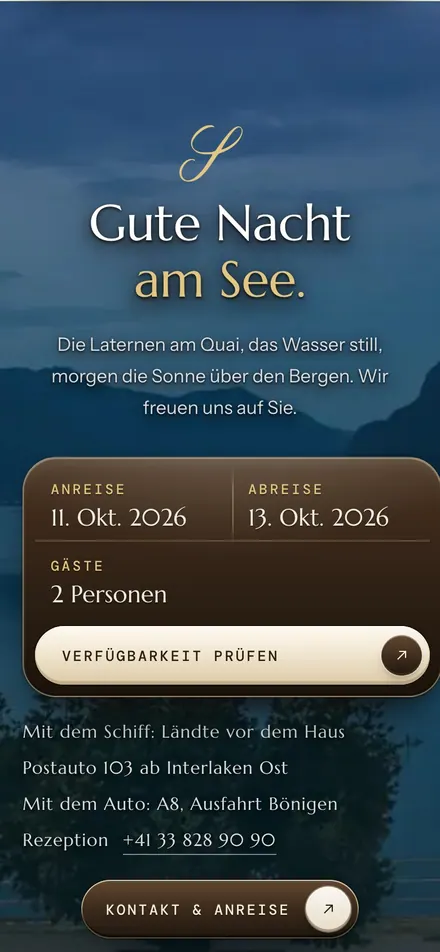 S
Gute Nacht
am See.
Die Laternen am Quai, das Wasser still,
morgen die Sonne über den Bergen. Wir
freuen uns auf Sie.
ANREISE
11. Okt. 2026
ABREISE
13. Okt. 2026
GÄSTE
2 Personen
VERFÜGBARKEIT PRÜFEN
Mit dem Schiff: Ländte vor dem Haus
Postauto 103 ab Interlaken Ost
Mit dem Auto: A8, Ausfahrt Bönigen
Rezeption +41 33 828 90 90
KONTAKT & ANREISE